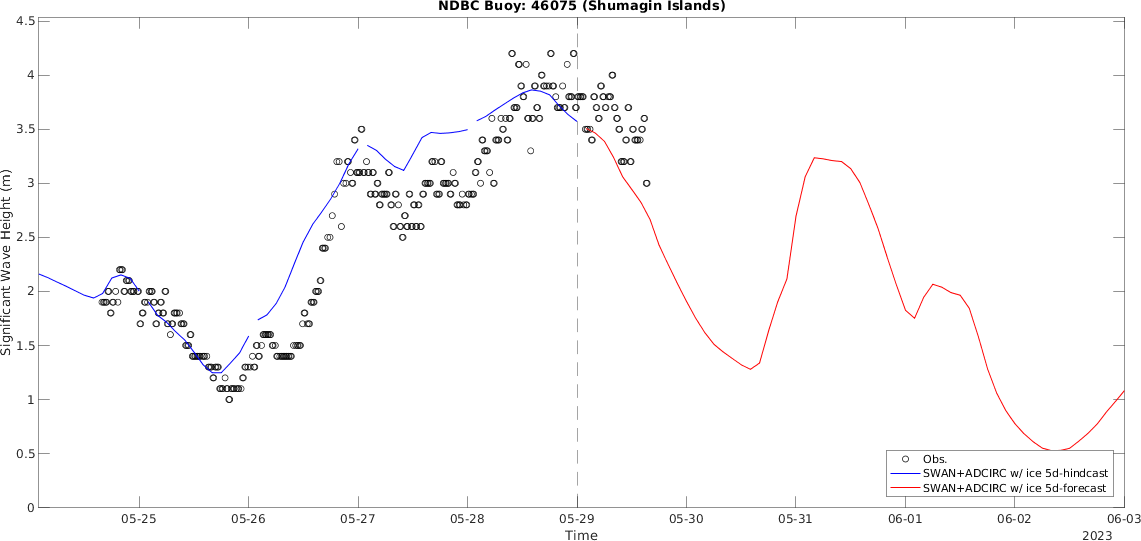 NDBC Buoy: 46075 (Shumagin Islands)
4.5
4
3.5
3
2.5
2
1.5
1
0.5
0
Significant Wave Height (m)
Obs.
SWAN+ADCIRC w/ ice 5d-hindcast
SWAN+ADCIRC w/ ice 5d-forecast
05-25 05-26 05-27 05-28 05-29 05-30 05-31 06-01 06-02 06-03
Time
2023